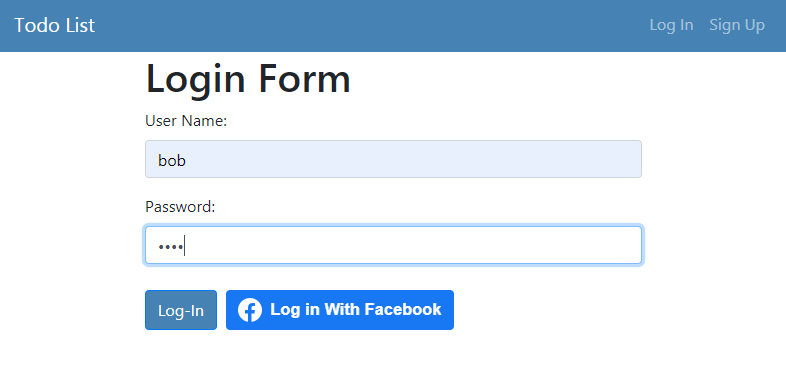 Todo List Log In Sign Up
Login Form
User Name:
bob
Password:
••••
Log-In Log in With Facebook